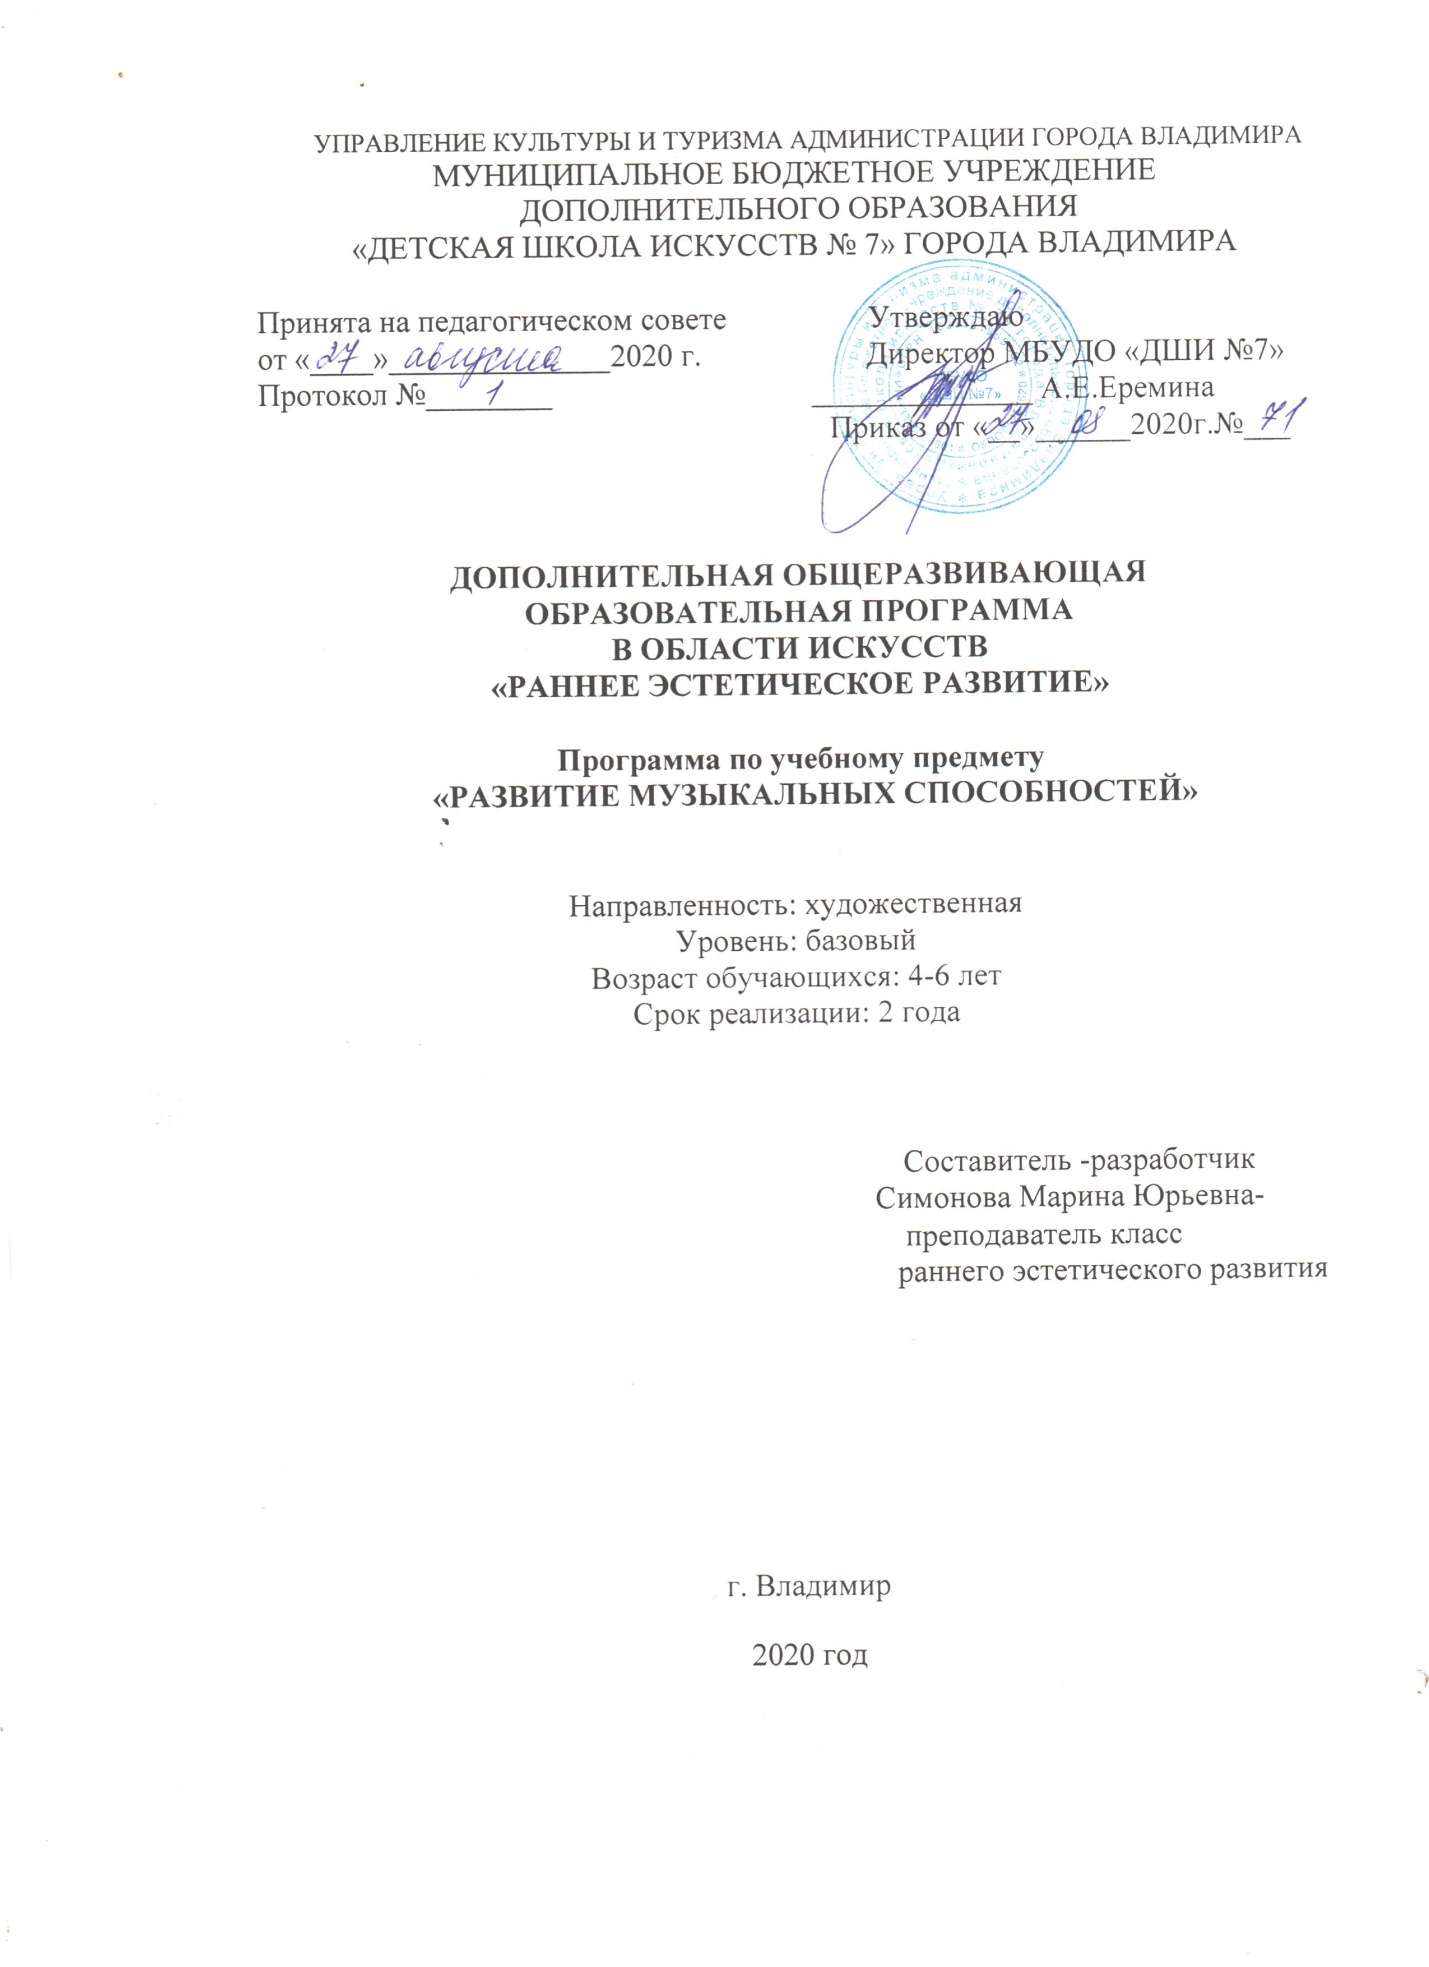 УПРАВЛЕНИЕ КУЛЬТУРЫ И ТУРИЗМА АДМИНИСТРАЦИИ ГОРОДА ВЛАДИМИРА
МУНИЦИПАЛЬНОЕ БЮДЖЕТНОЕ УЧРЕЖДЕНИЕ
ДОПОЛНИТЕЛЬНОГО ОБРАЗОВАНИЯ
«ДЕТСКАЯ ШКОЛА ИСКУССТВ № 7» ГОРОДА ВЛАДИМИРА
Принята на педагогическом совете
от «27» августа 2020 г.
Протокол № 1
Утверждаю
Директор МБУДО «ДШИ №7»
А.Е.Еремина
Приказ от «27» 08 2020г.№ 71
ДОПОЛНИТЕЛЬНАЯ ОБЩЕРАЗВИВАЮЩАЯ
ОБРАЗОВАТЕЛЬНАЯ ПРОГРАММА
В ОБЛАСТИ ИСКУССТВ
«РАННЕЕ ЭСТЕТИЧЕСКОЕ РАЗВИТИЕ»
Программа по учебному предмету
«РАЗВИТИЕ МУЗЫКАЛЬНЫХ СПОСОБНОСТЕЙ»
Направленность: художественная
Уровень: базовый
Возраст обучающихся: 4-6 лет
Срок реализации: 2 года
Составитель -разработчик
Симонова Марина Юрьевна-
преподаватель класс
раннего эстетического развития
г. Владимир
2020 год